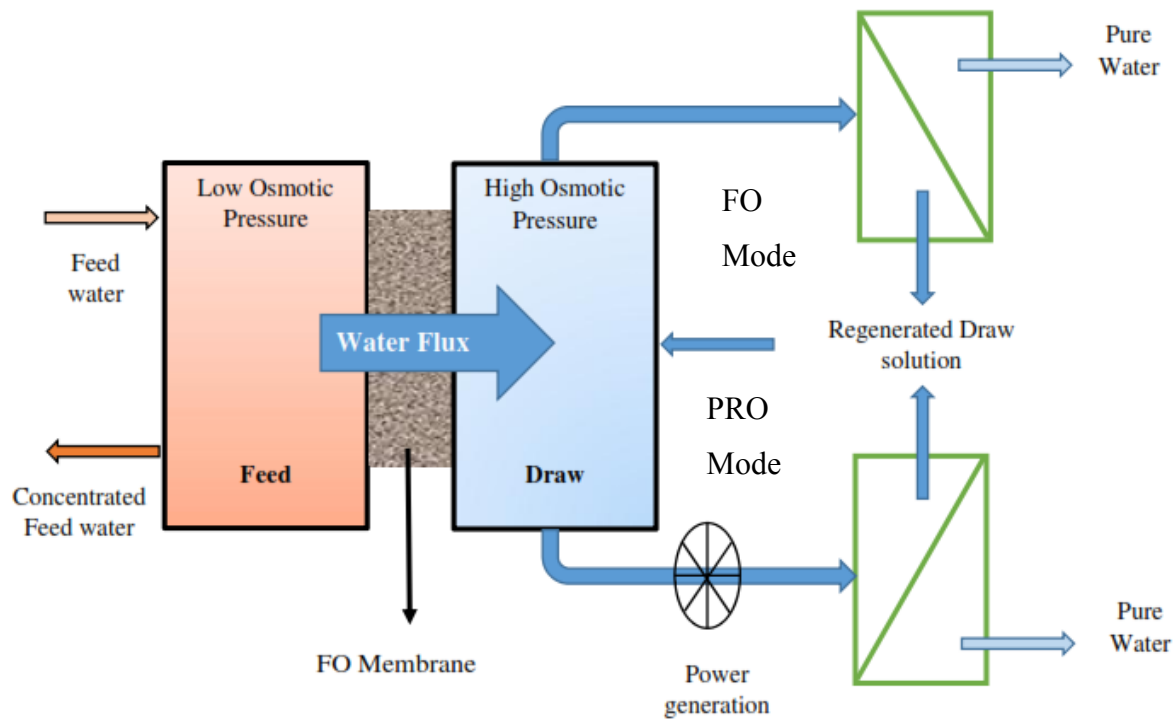 Pure
Water
Low Osmotic
Pressure
High Osmotic
Pressure
FO
Mode
Feed
water
Water Flux
Regenerated Draw
solution
PRO
Mode
Feed
Draw
Concentrated
Feed water
FO Membrane
Power
generation
Pure
Water